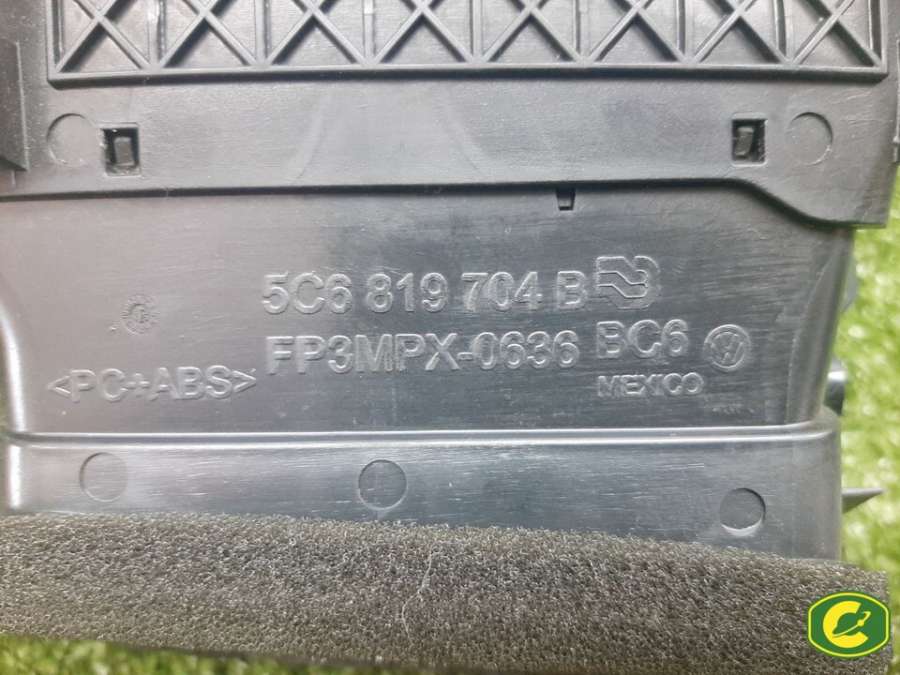 5C6 819 704 B
FP3MPX-0636 BC6
<PC+ABS>
MEXICO